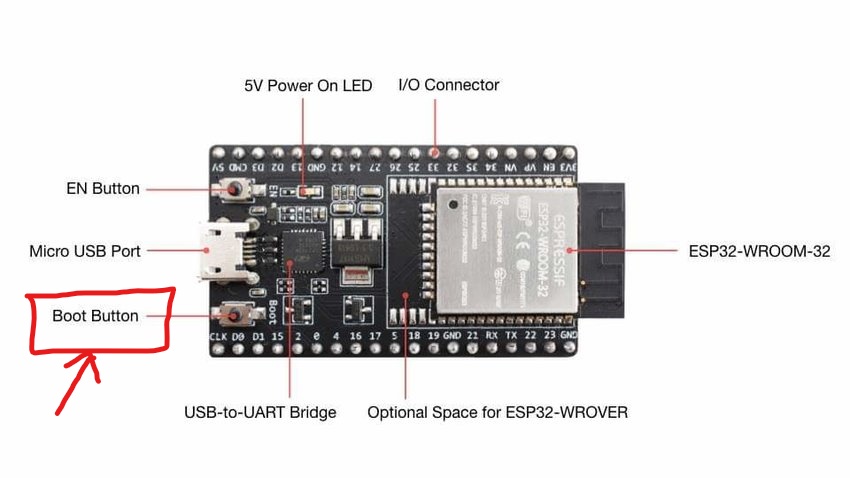 5V Power On LED
I/O Connector
5V CMD D3 D2 13 GND 12 14 27 26 25 33 32 35 34 VN VP EN 3V3
EN Button
EN
Micro USB Port
ESPRESSIF
ESP32-WROOM-32
ESP32-WROOM-32
Boot Button
Boot
CLK D0 D1 15 2 0 4 16 17 5 18 19 GND 21 RX TX 22 23 GND
USB-to-UART Bridge
Optional Space for ESP32-WROVER